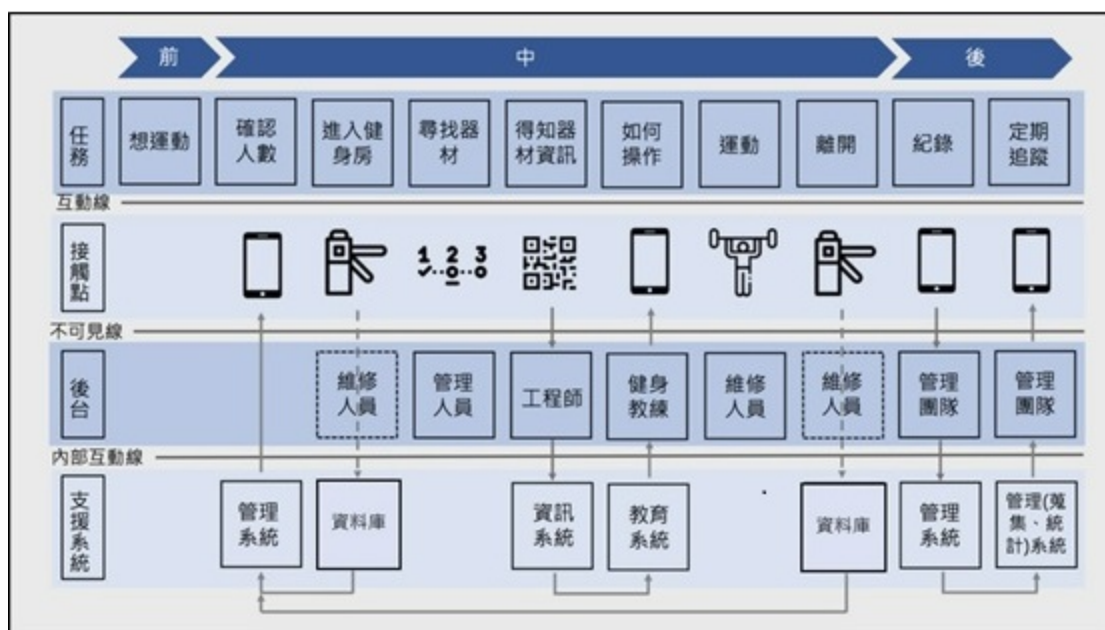 前
中
後
任務
想運動
確認
人數
進入健
身房
尋找器
材
得知器
材資訊
如何
操作
運動
離開
紀錄
定期
追蹤
互動線
接觸點
1 2 3
不可見線
後台
維修
人員
管理
人員
工程師
健身
教練
維修
人員
維修
人員
管理
團隊
管理
團隊
內部互動線
支援系統
管理
系統
資料庫
資訊
系統
教育
系統
資料庫
管理
系統
管理(蒐
集、統
計)系統